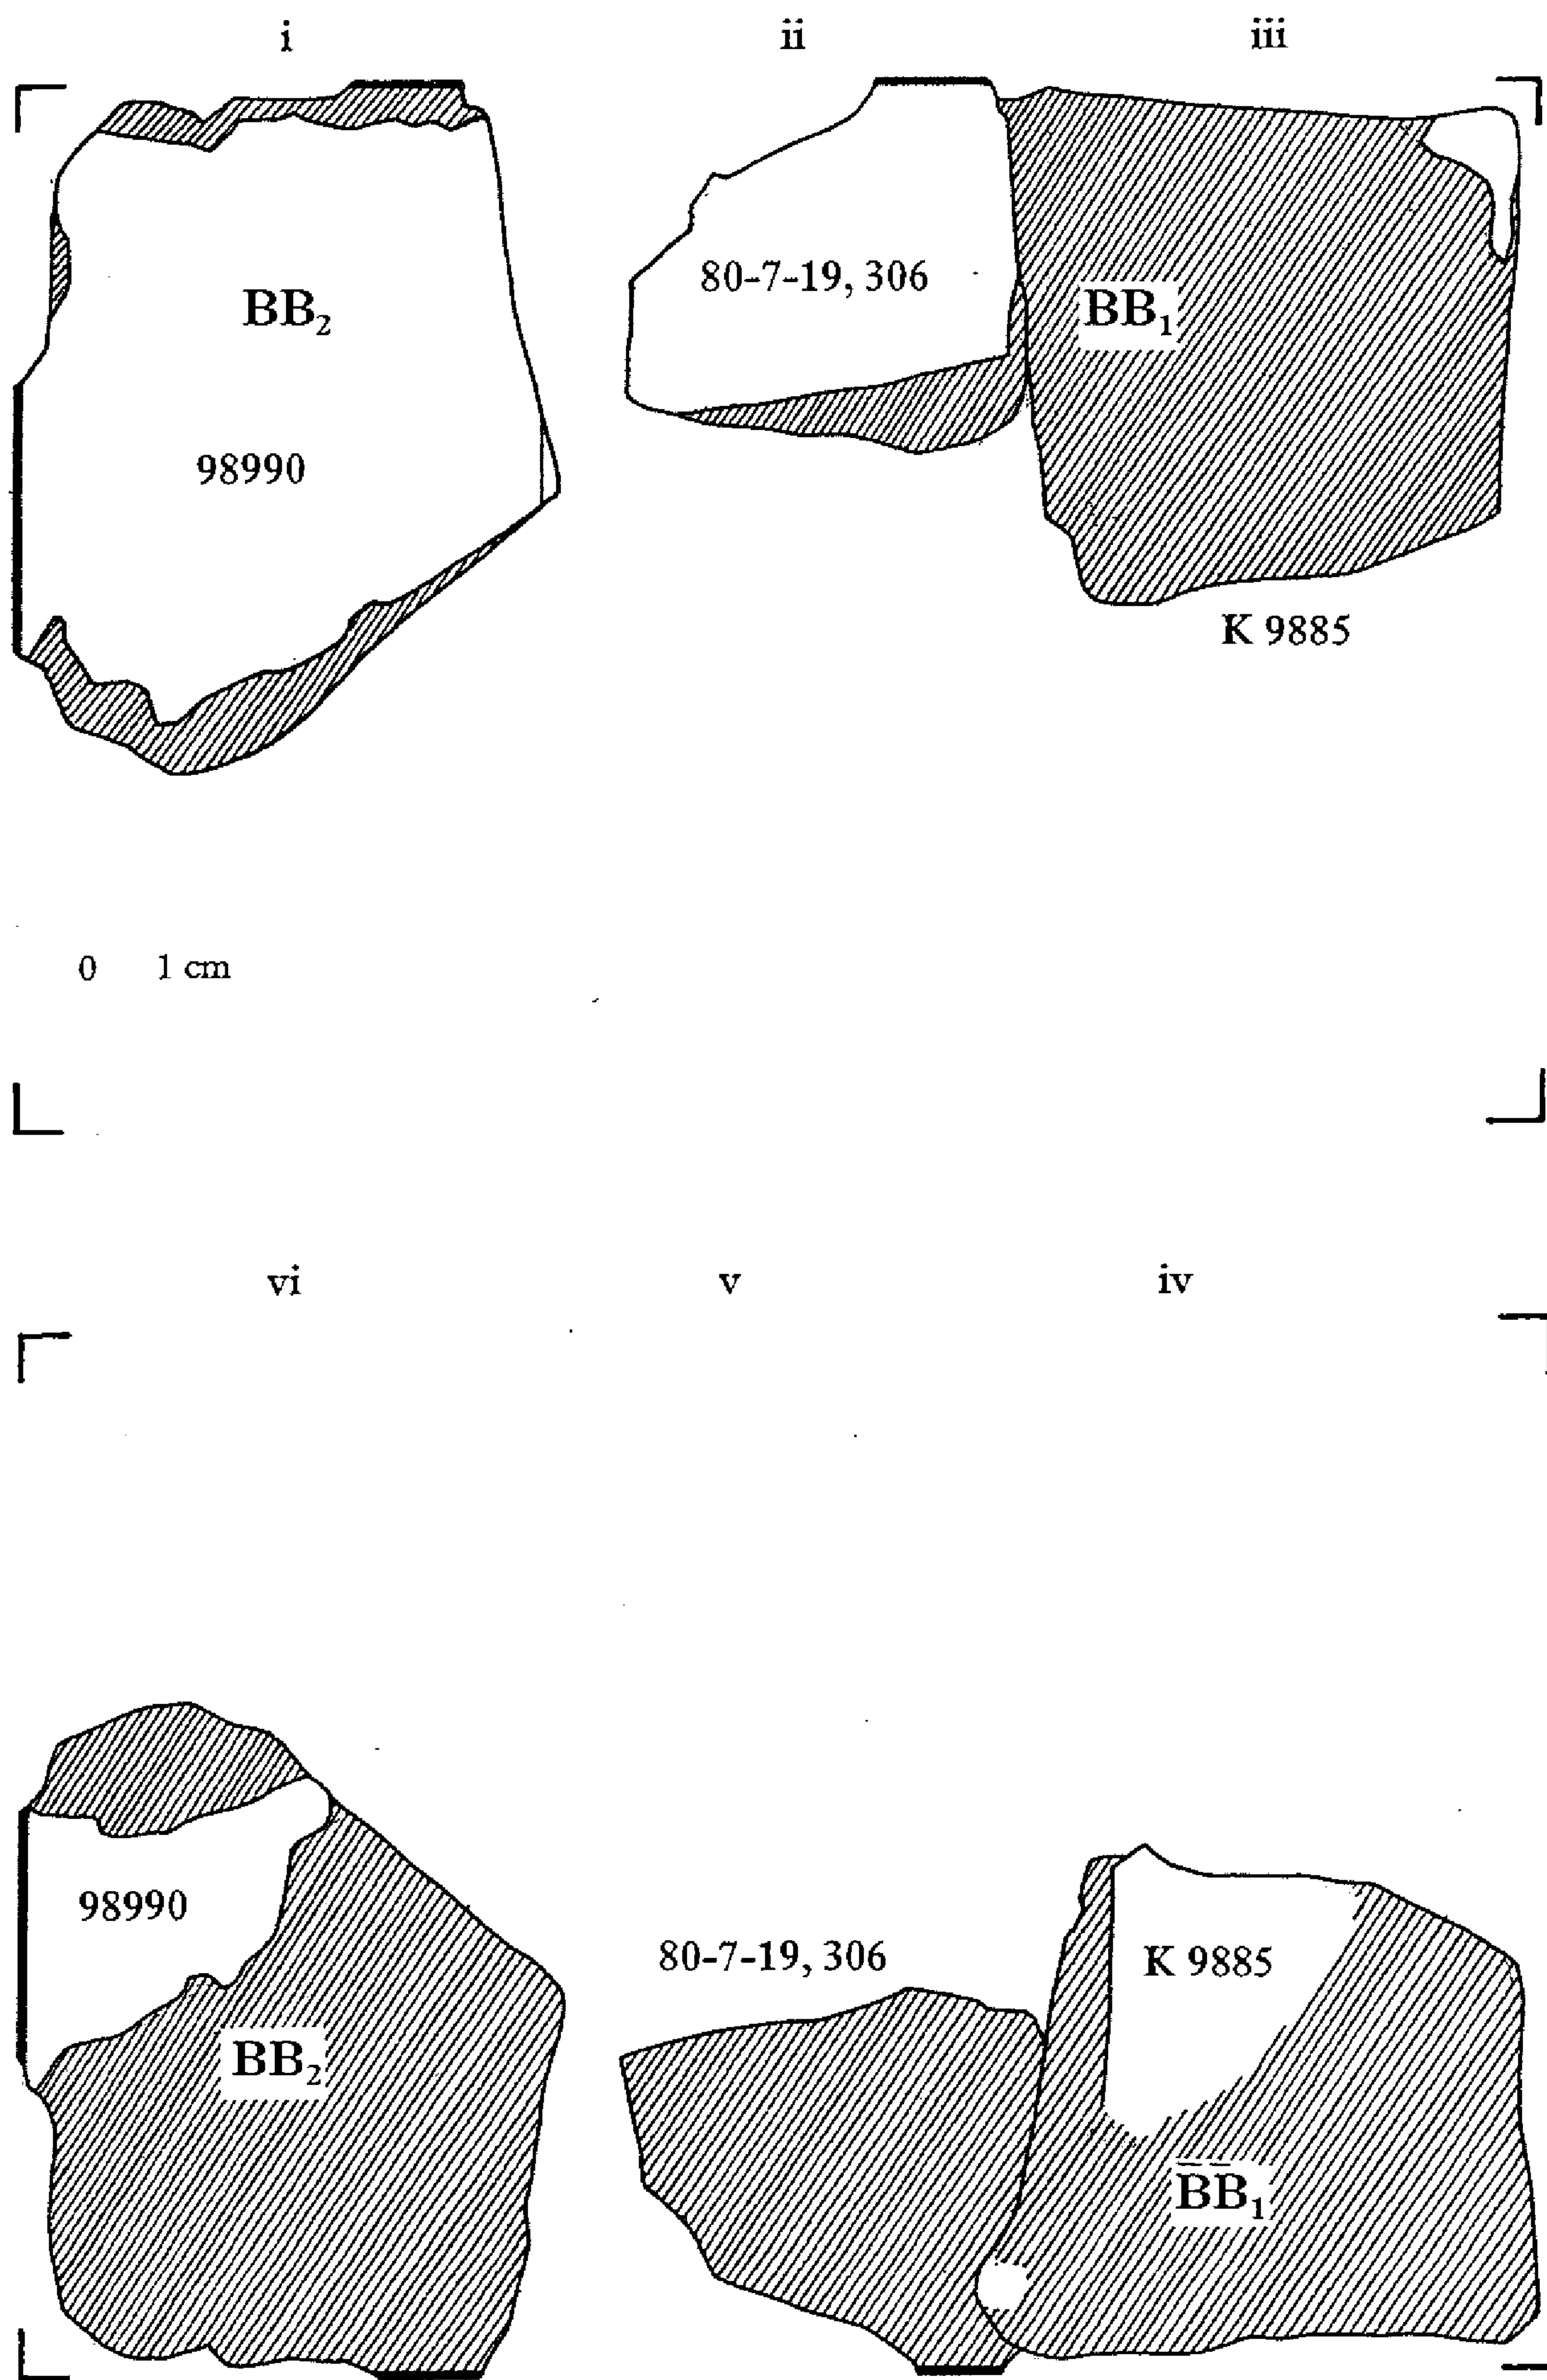 i ii iii
80-7-19, 306
BB₂ BB₁
98990
K 9885
0 1 cm
vi v iv
98990
80-7-19, 306 K 9885
BB₂
BB₁